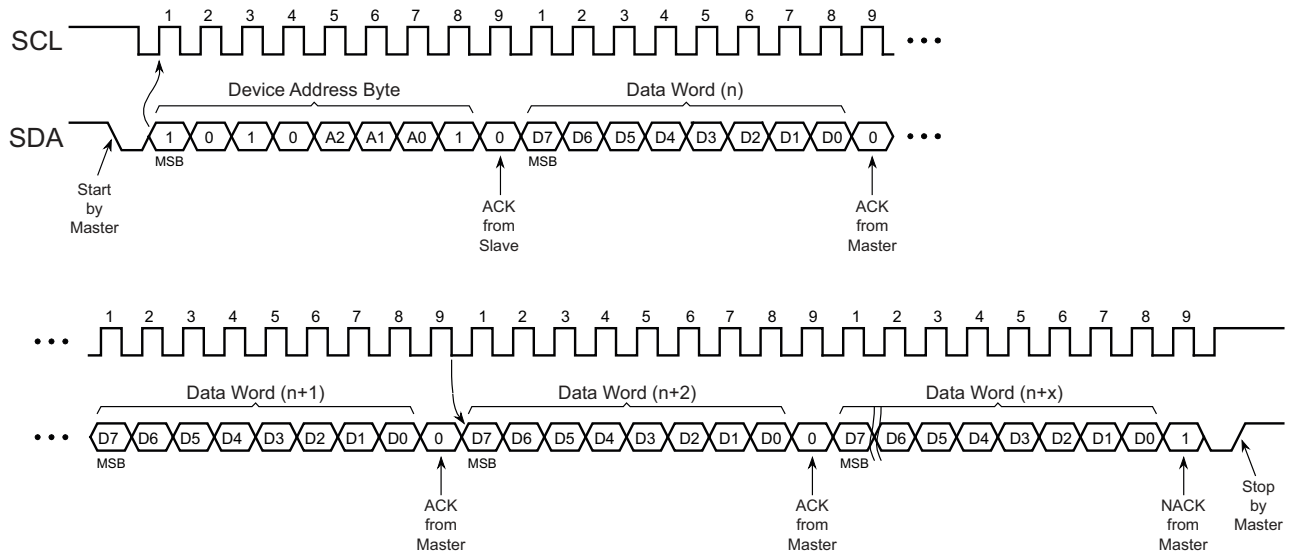 1 2 3 4 5 6 7 8 9 1 2 3 4 5 6 7 8 9
SCL
Device Address Byte Data Word (n)
SDA 1 0 1 0 A2 A1 A0 1 0 D7 D6 D5 D4 D3 D2 D1 D0 0
MSB MSB
Start
by
Master
ACK
from
Slave
ACK
from
Master
1 2 3 4 5 6 7 8 9 1 2 3 4 5 6 7 8 9 1 2 3 4 5 6 7 8 9
Data Word (n+1) Data Word (n+2) Data Word (n+x)
D7 D6 D5 D4 D3 D2 D1 D0 0 D7 D6 D5 D4 D3 D2 D1 D0 0 D7 D6 D5 D4 D3 D2 D1 D0 1
MSB MSB MSB
ACK
from
Master
ACK
from
Master
NACK
from
Master
Stop
by
Master